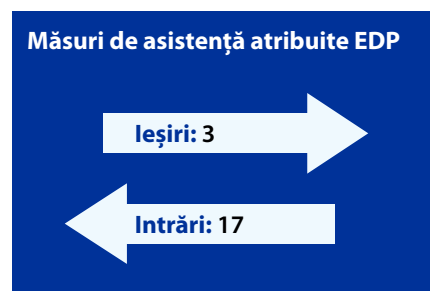 Măsuri de asistență atribuite EDP
Ieșiri: 3
Intrări: 17